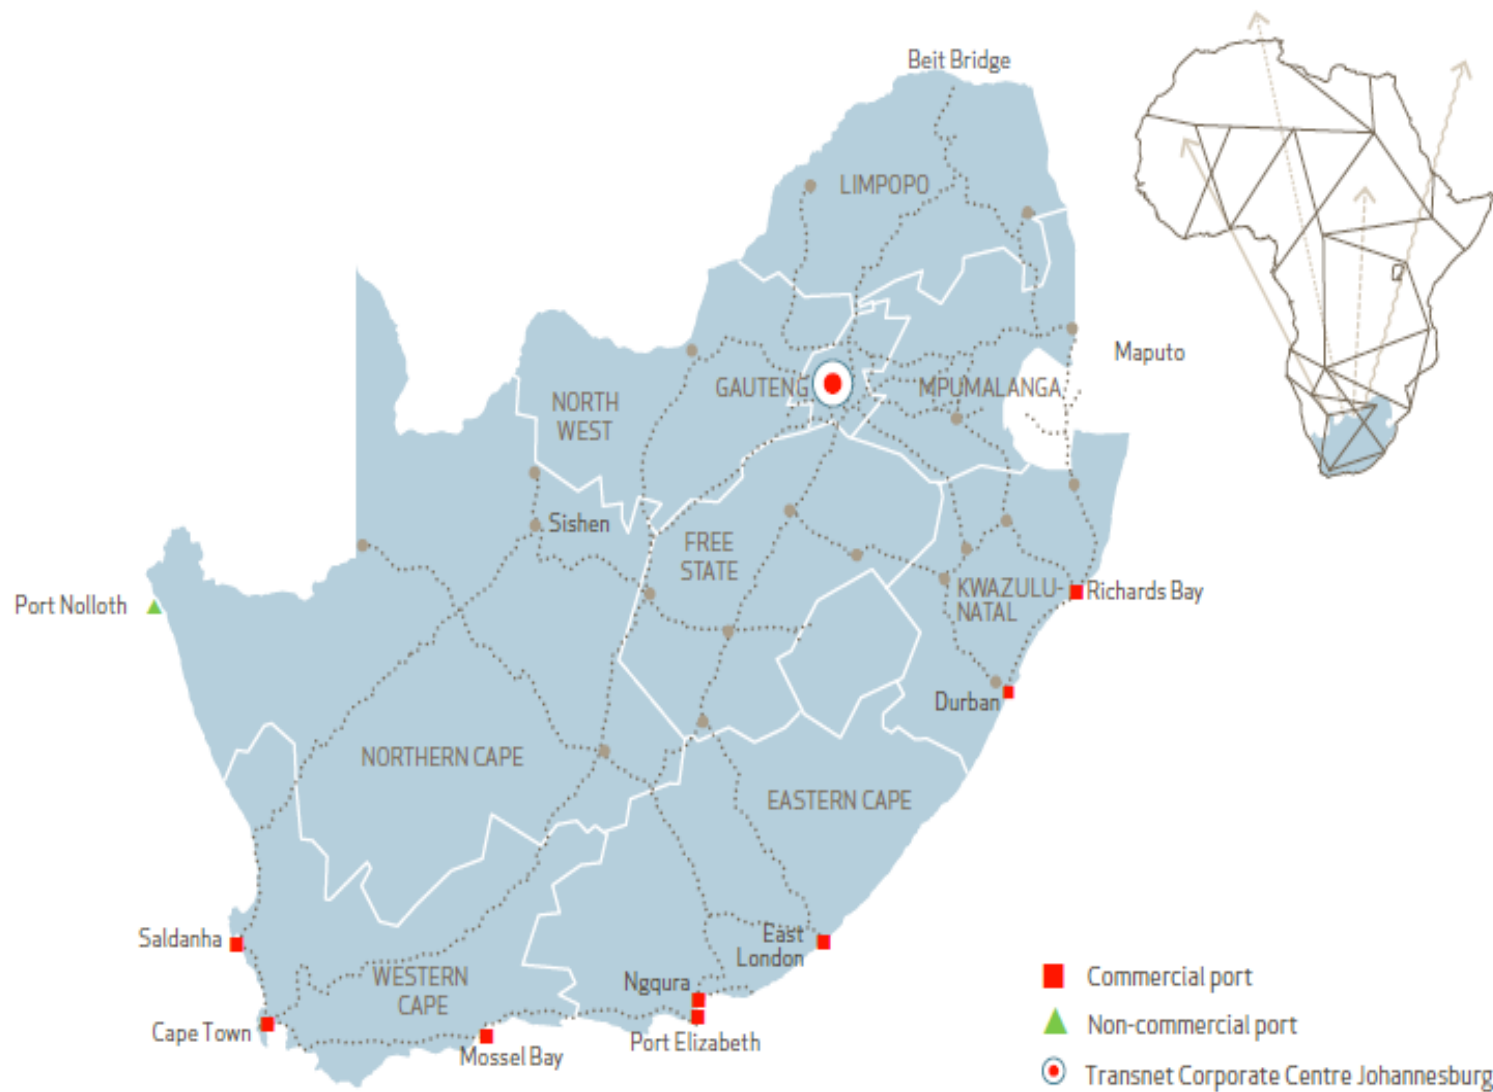 Beit Bridge
LIMPOPO
Maputo
GAUTENG
MPUMALANGA
NORTH
WEST
Sishen
FREE
STATE
KWAZULU-
NATAL
Richards Bay
Port Nolloth
Durban
NORTHERN CAPE
EASTERN CAPE
Saldanha
East
London
WESTERN
CAPE
Ngqura
Cape Town
Mossel Bay
Port Elizabeth
Commercial port
Non-commercial port
Transnet Corporate Centre Johannesburg